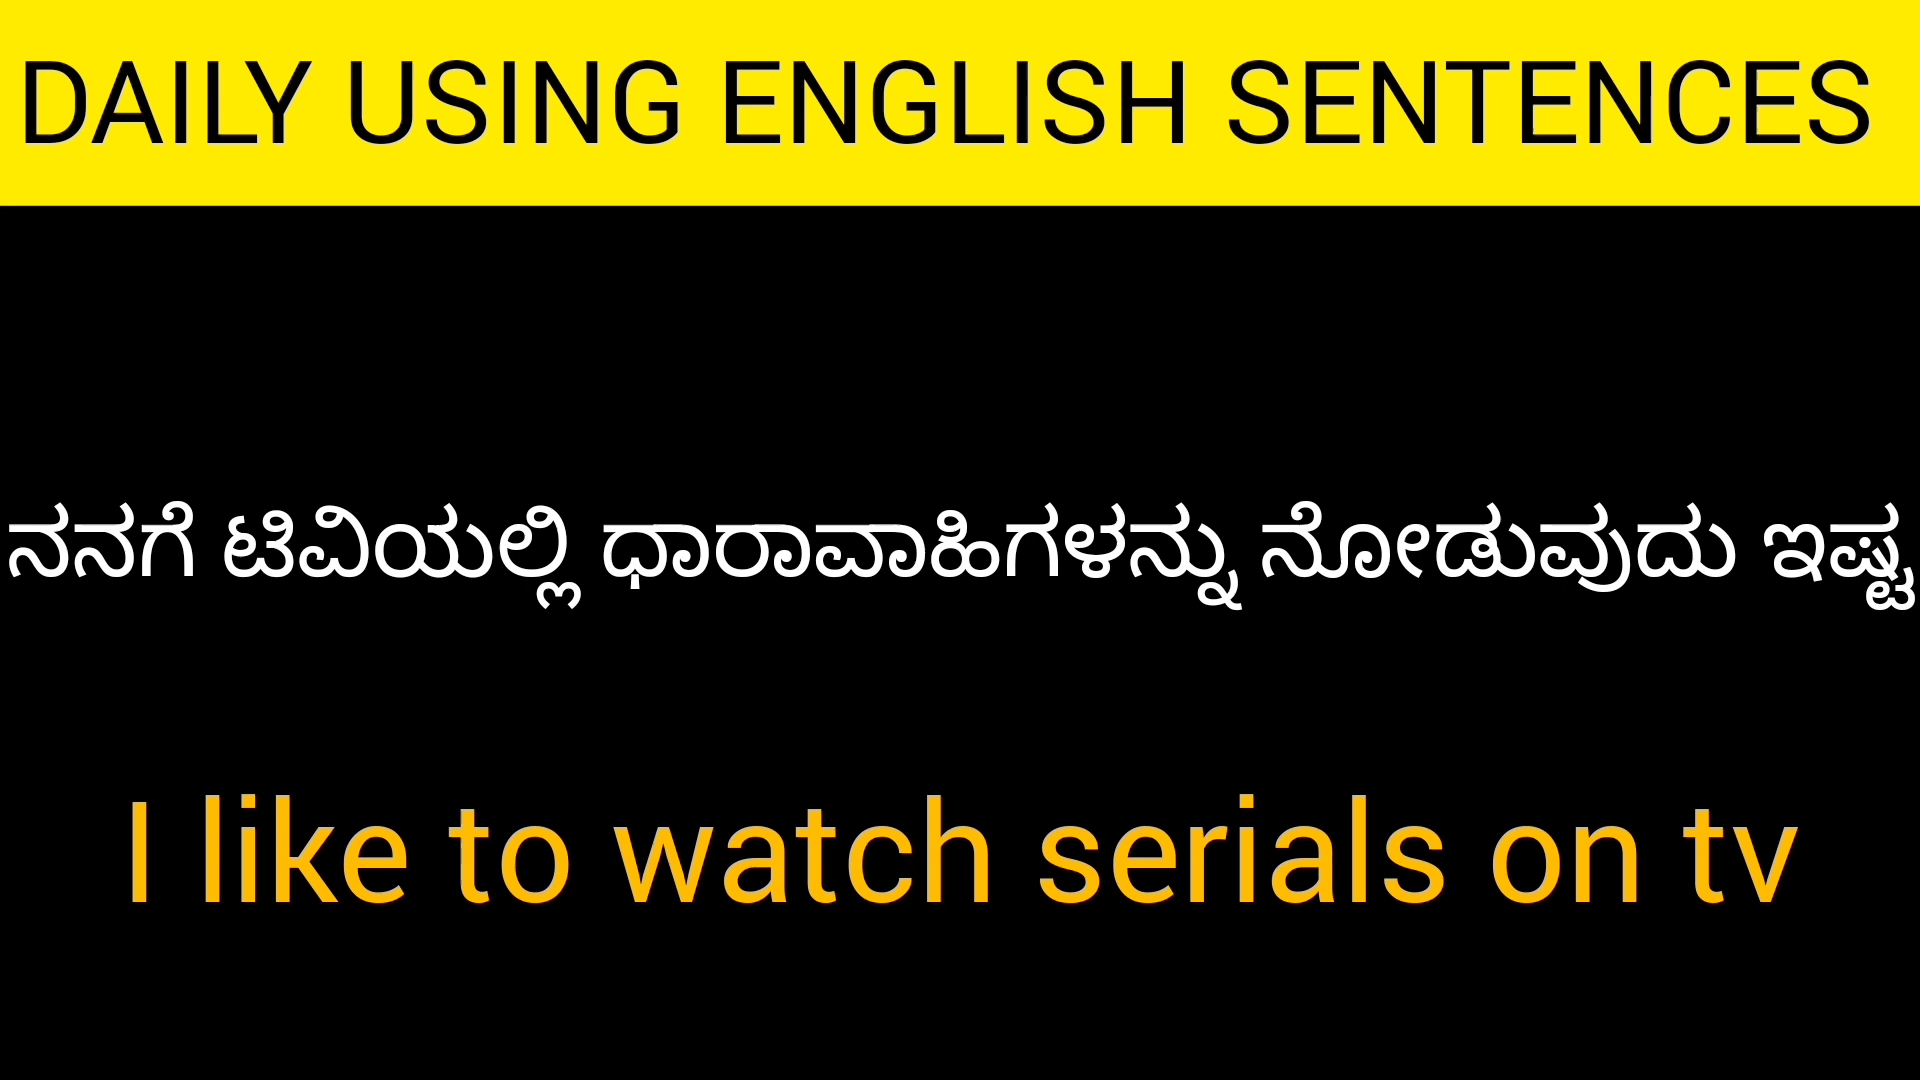 DAILY USING ENGLISH SENTENCES
ನನಗೆ ಟಿವಿಯಲ್ಲಿ ಧಾರಾವಾಹಿಗಳನ್ನು ನೋಡುವುದು ಇಷ್ಟ
I like to watch serials on tv